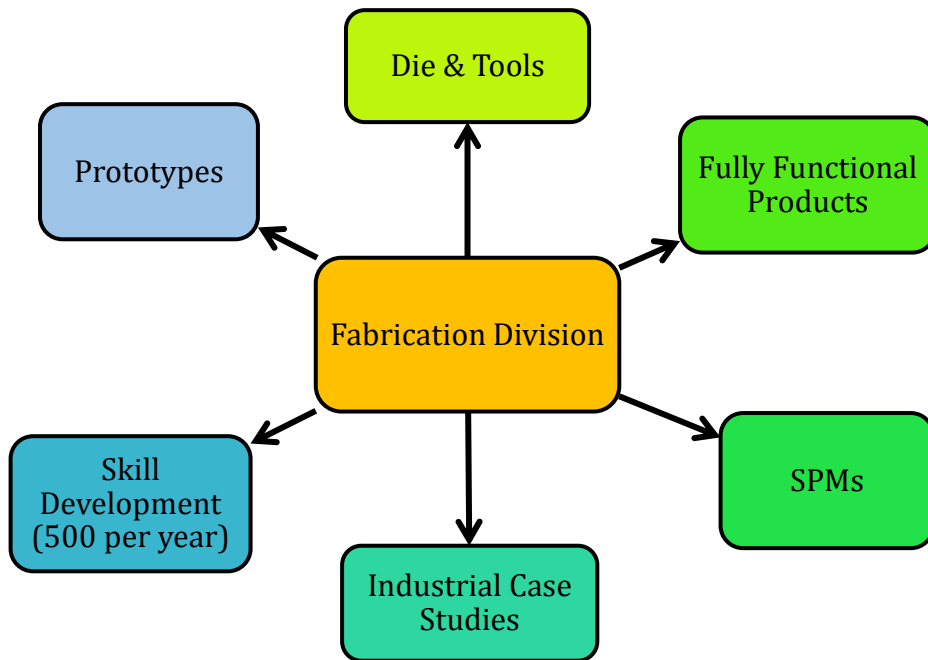 Die & Tools
Prototypes
Fully Functional
Products
Fabrication Division
Skill
Development
(500 per year)
SPMs
Industrial Case
Studies